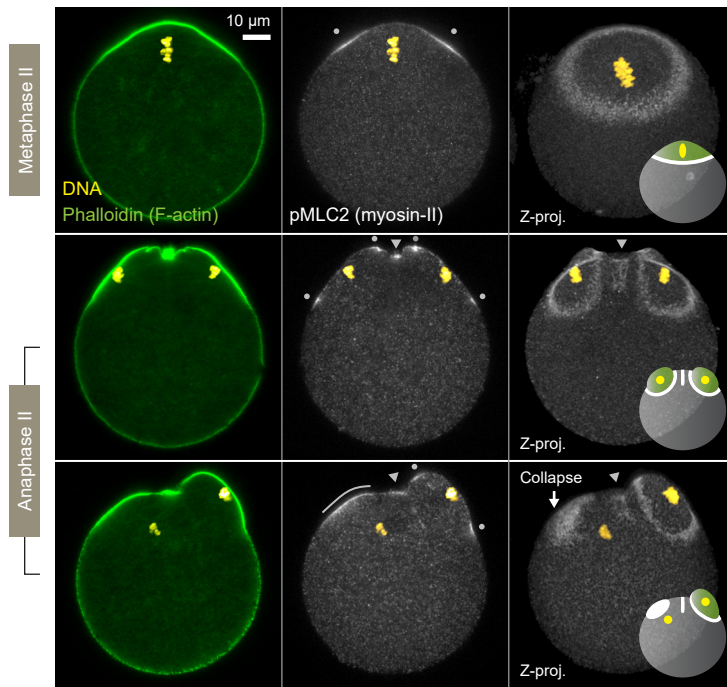 Metaphase II
10 µm
DNA
Phalloidin (F-actin)
pMLC2 (myosin-II)
Z-proj.
Anaphase II
Z-proj.
Collapse
Z-proj.